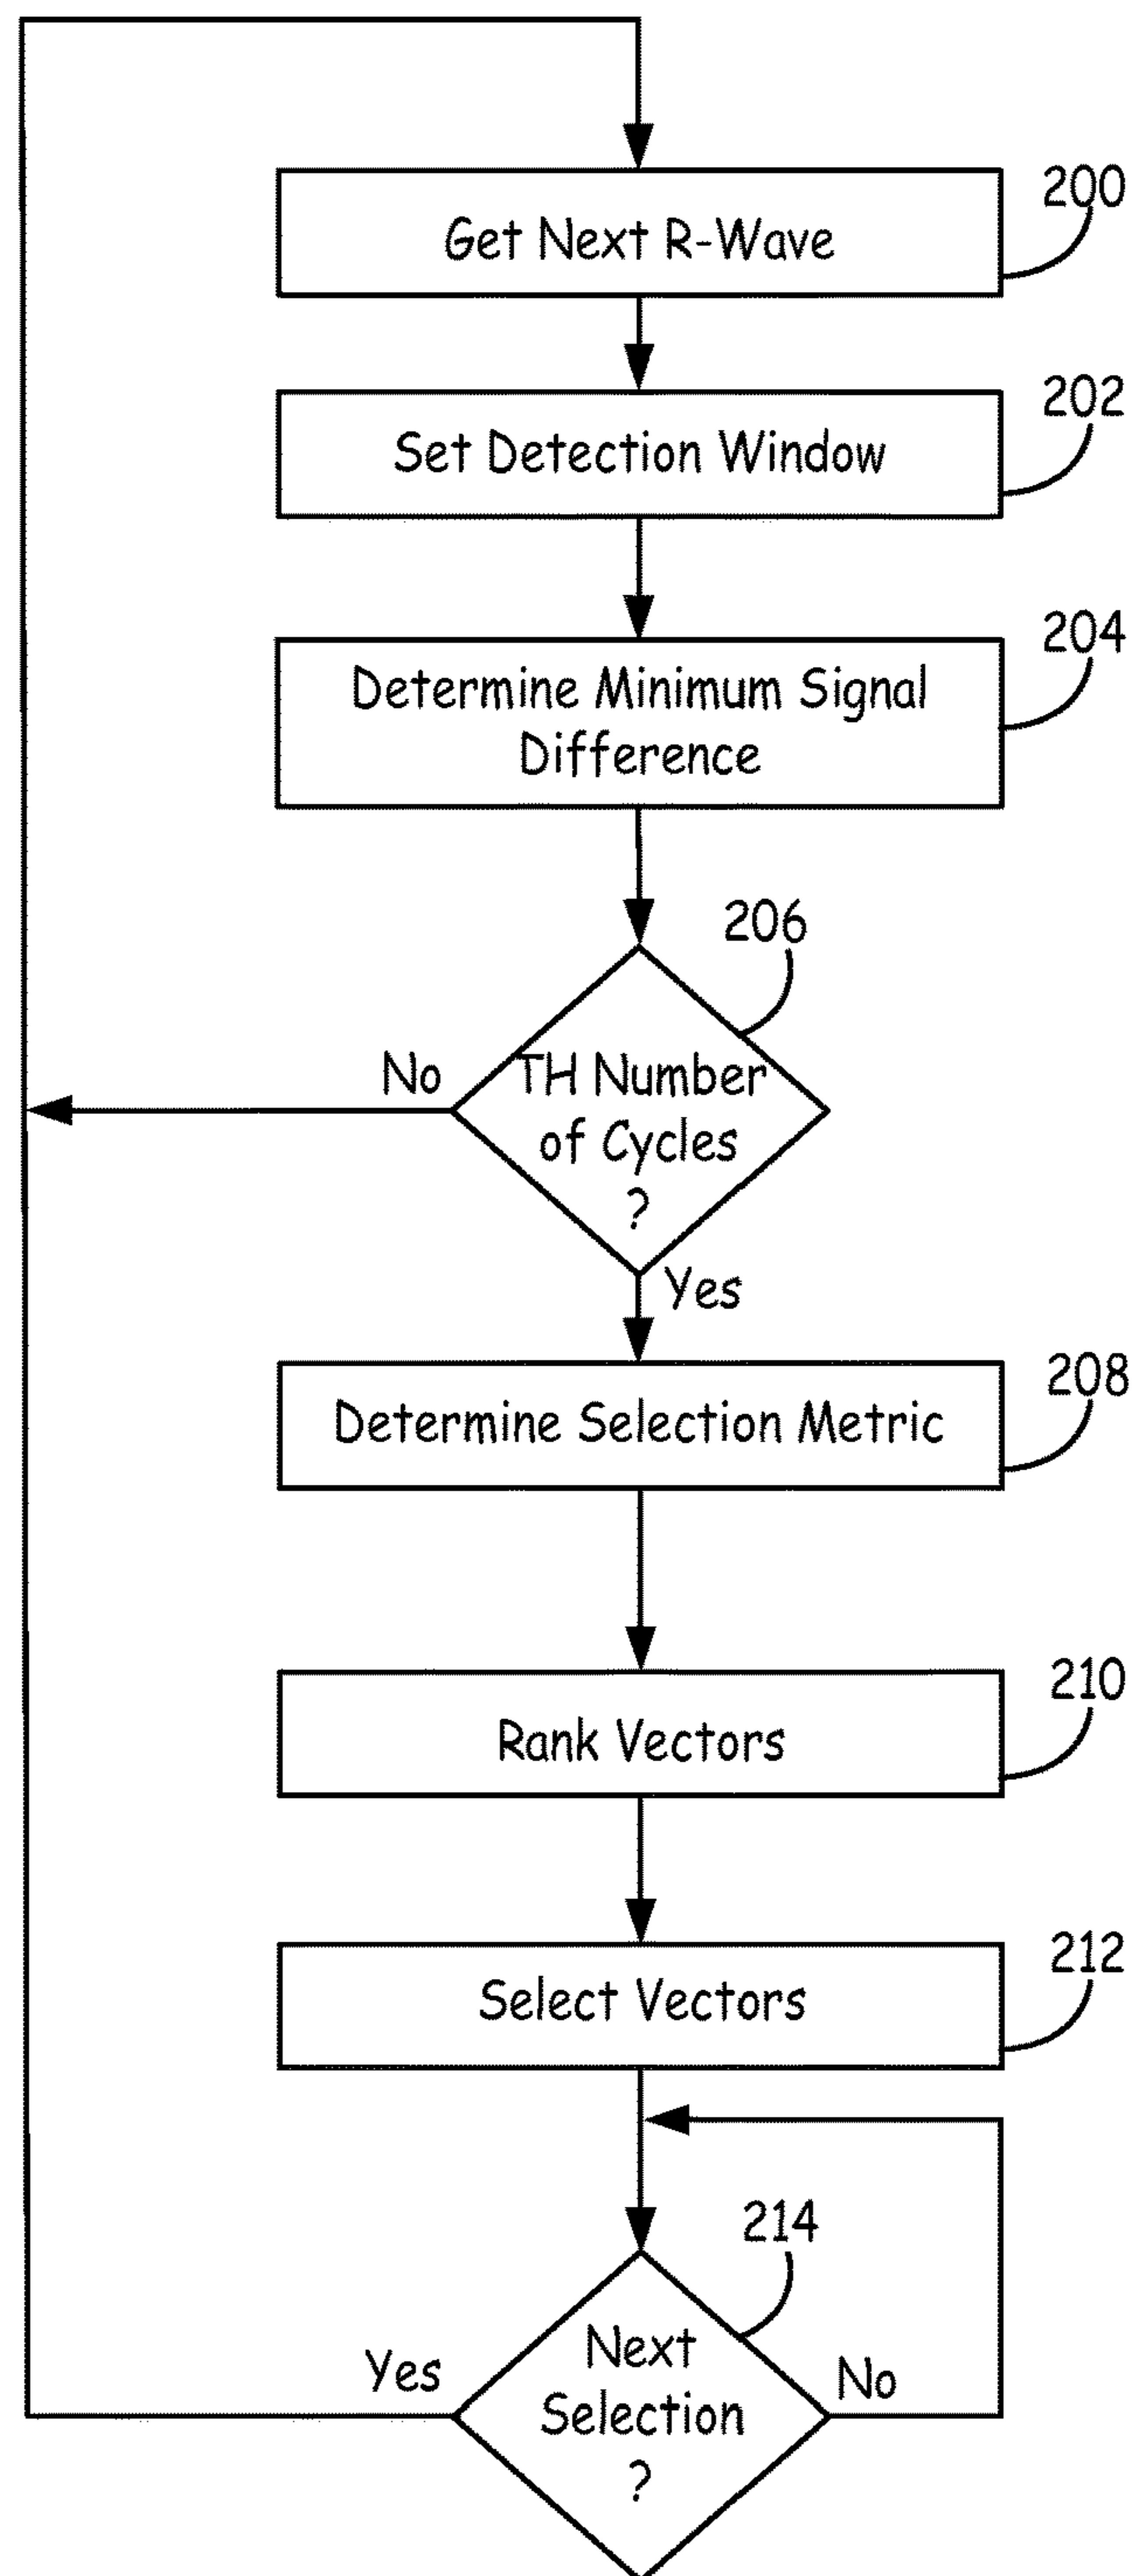 200
Get Next R-Wave
202
Set Detection Window
204
Determine Minimum Signal
Difference
206
No
TH Number
of Cycles
?
Yes
208
Determine Selection Metric
210
Rank Vectors
212
Select Vectors
214
Yes
Next
Selection
?
No